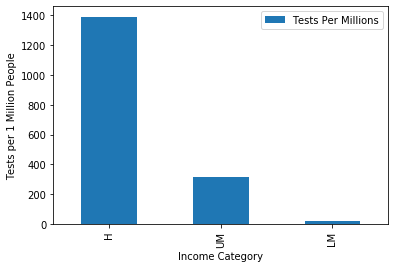 Tests Per Millions
Tests per 1 Million People
1400
1200
1000
800
600
400
200
0
H
UM
LM
Income Category